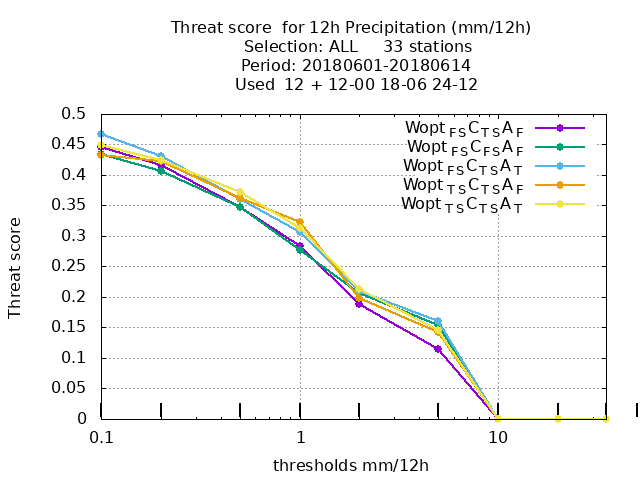 Threat score  for 12h Precipitation (mm/12h)
Selection: ALL     33 stations
Period: 20180601-20180614
Used  12 + 12-00 18-06 24-12
Wopt FS C TS A F
Wopt FS C FS A F
Wopt FS C TS A T
Wopt TS C TS A F
Wopt TS C TS A T
Threat score
0.5
0.45
0.4
0.35
0.3
0.25
0.2
0.15
0.1
0.05
0
0.1 1 10
thresholds mm/12h